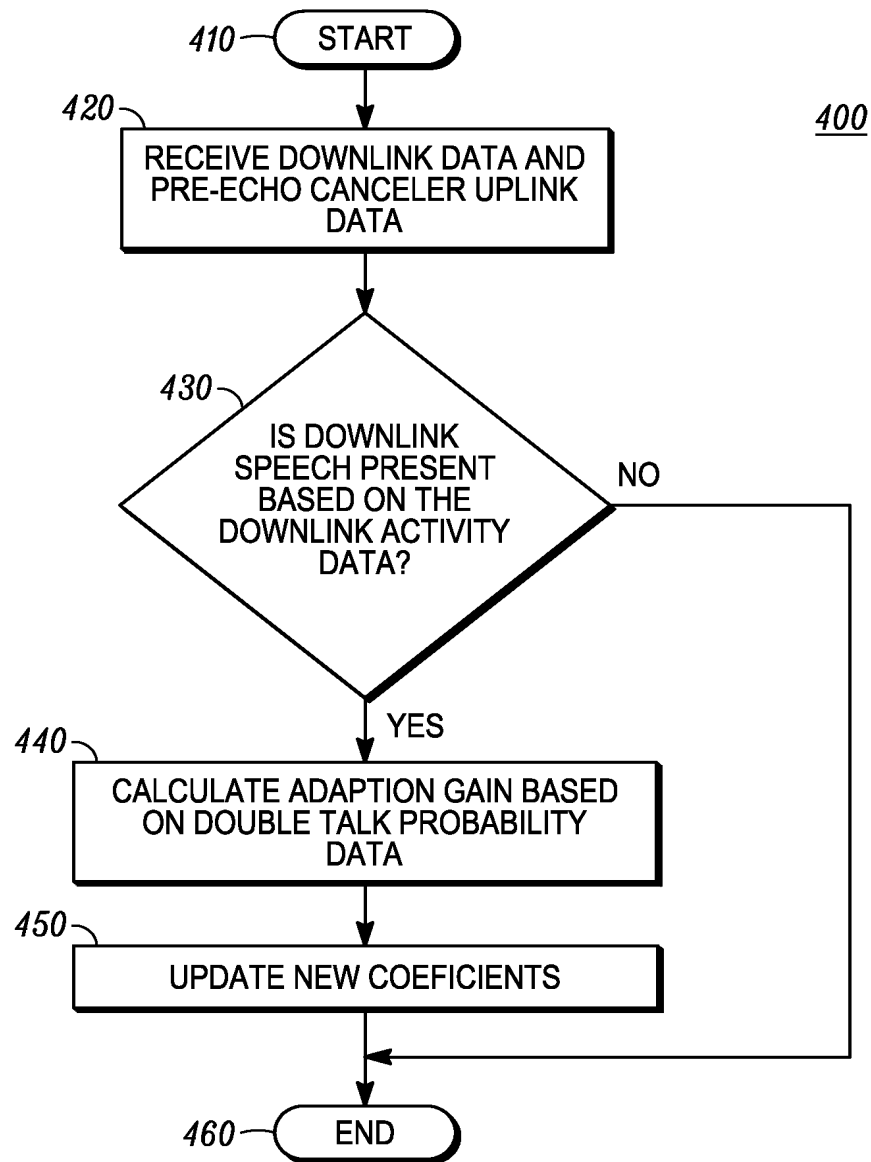 410
START
420
400
RECEIVE DOWNLINK DATA AND
PRE-ECHO CANCELER UPLINK
DATA
430
IS DOWNLINK
SPEECH PRESENT
BASED ON THE
DOWNLINK ACTIVITY
DATA?
NO
YES
440
CALCULATE ADAPTION GAIN BASED
ON DOUBLE TALK PROBABILITY
DATA
450
UPDATE NEW COEFICIENTS
460
END